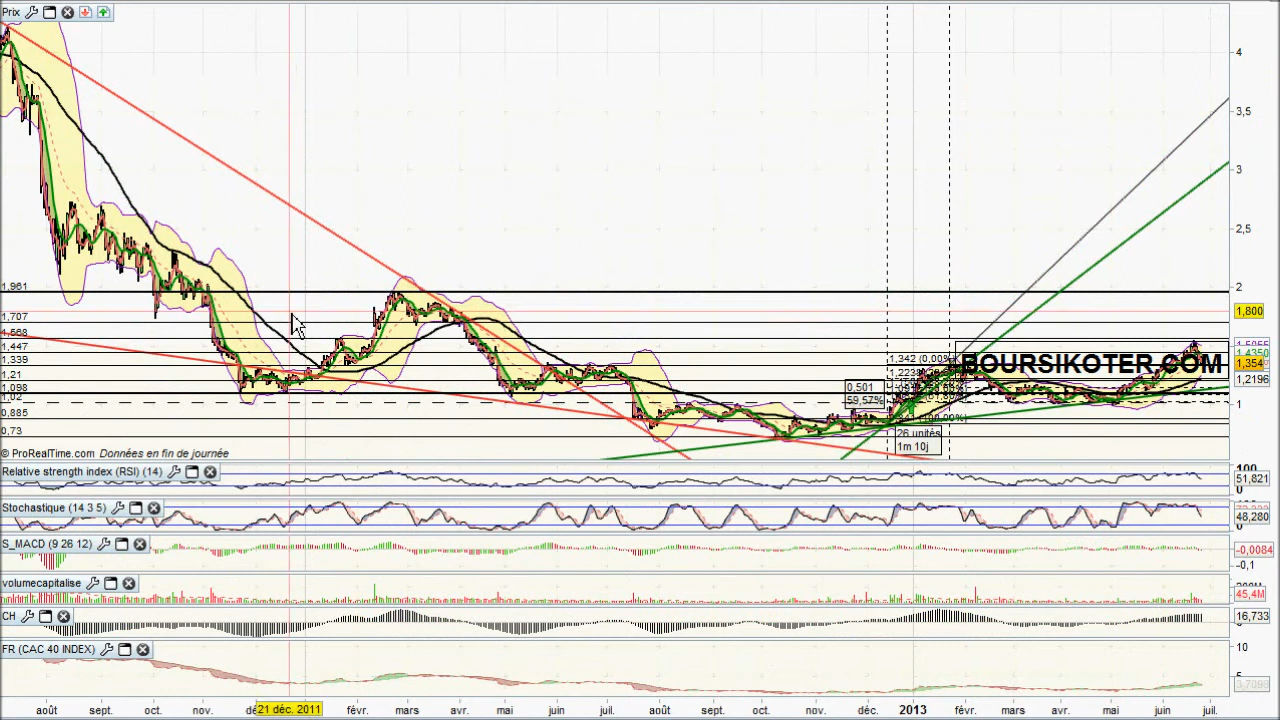 Prix
4
3,5
3
2,5
2
1,961
1,800
1,707
1,568
1,447
1,4350
1,342 (0,00%)
BOURSIKOTER.COM
1,354
1,339
1,21
1,2196
0,501
1,098
59,57%
1,02
1
0,885
26 unités
0,73
1m 10j
© ProRealTime.com Données en fin de journée
Relative strength index (RSI) (14)
100
51,821
0
Stochastique (14 3 5)
48,280
S_MACD (9 26 12)
-0,0084
-0,1
volumecapitalise
45,4M
CH
16,733
FR (CAC 40 INDEX)
10
3,7098
août sept. oct. nov. 21 déc. 2011 févr. mars avr. mai juin juil. août sept. oct. nov. déc. 2013 févr. mars avr. mai juin juil.